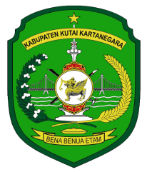 KABUPATEN KUTAI KARTANEGARA
BENA BENUA ETAM